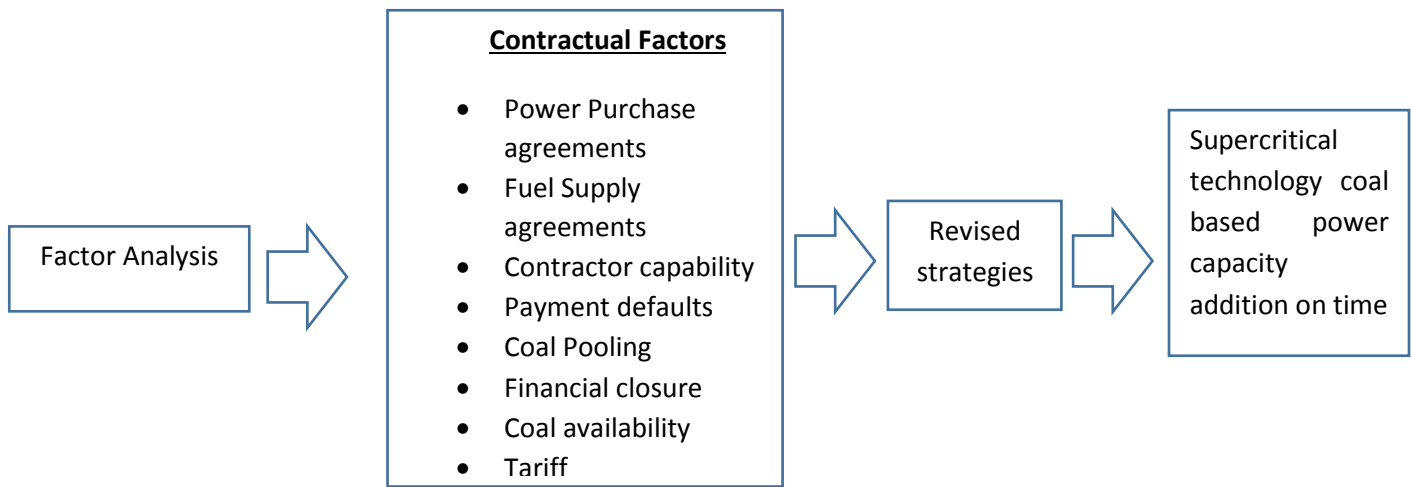 Factor Analysis
Contractual Factors
• Power Purchase
agreements
• Fuel Supply
agreements
• Contractor capability
• Payment defaults
• Coal Pooling
• Financial closure
• Coal availability
• Tariff
Revised
strategies
Supercritical
technology coal
based power
capacity
addition on time